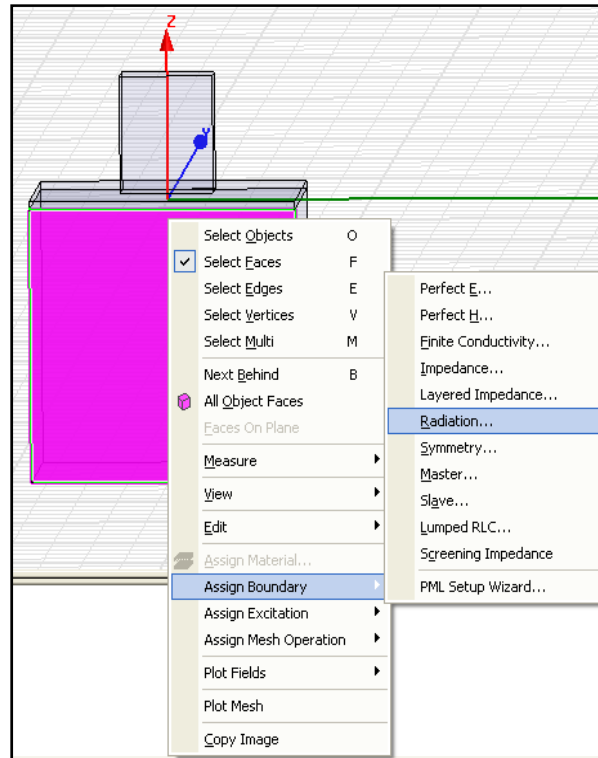 Z
Y
Select Objects O
Select Faces F
Select Edges E
Select Vertices V
Select Multi M
Next Behind B
All Object Faces
Faces On Plane
Measure
View
Edit
Assign Material...
Assign Boundary
Assign Excitation
Assign Mesh Operation
Plot Fields
Plot Mesh
Copy Image
Perfect E...
Perfect H...
Finite Conductivity...
Impedance...
Layered Impedance...
Radiation...
Symmetry...
Master...
Slave...
Lumped RLC...
Screening Impedance
PML Setup Wizard...